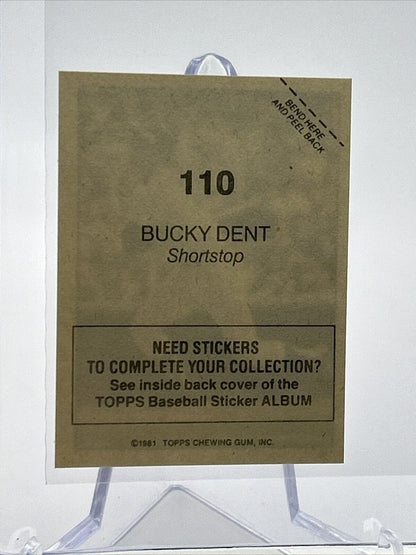 BEND HERE
AND PEEL BACK
110
BUCKY DENT
Shortstop
NEED STICKERS
TO COMPLETE YOUR COLLECTION?
See inside back cover of the
TOPPS Baseball Sticker ALBUM
©1981 TOPPS CHEWING GUM, INC.